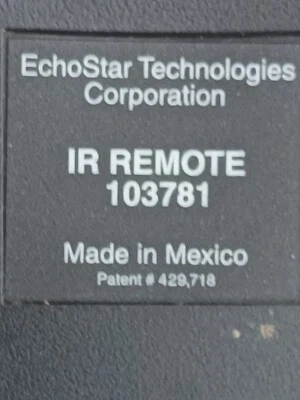 EchoStar Technologies
Corporation
IR REMOTE
103781
Made in Mexico
Patent # 429,718